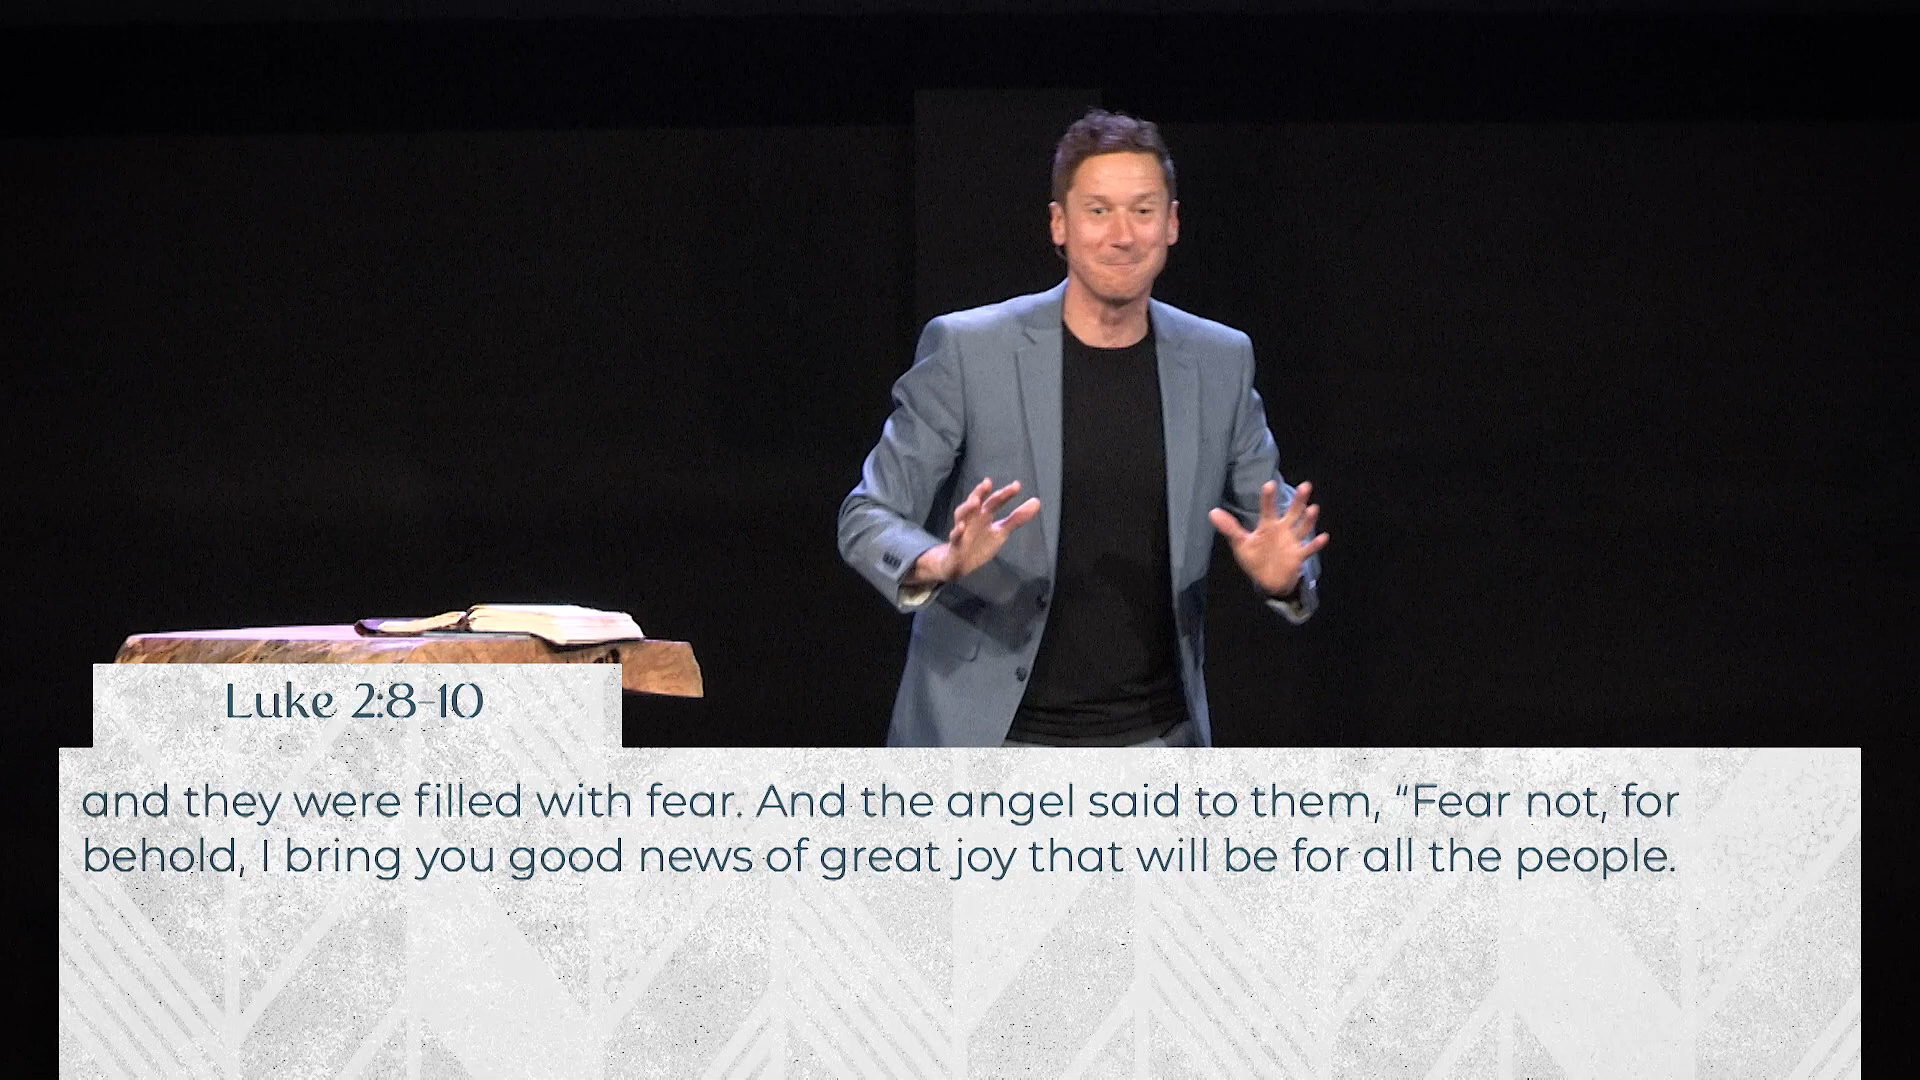 Luke 2:8-10
and they were filled with fear. And the angel said to them, “Fear not, for
behold, I bring you good news of great joy that will be for all the people.